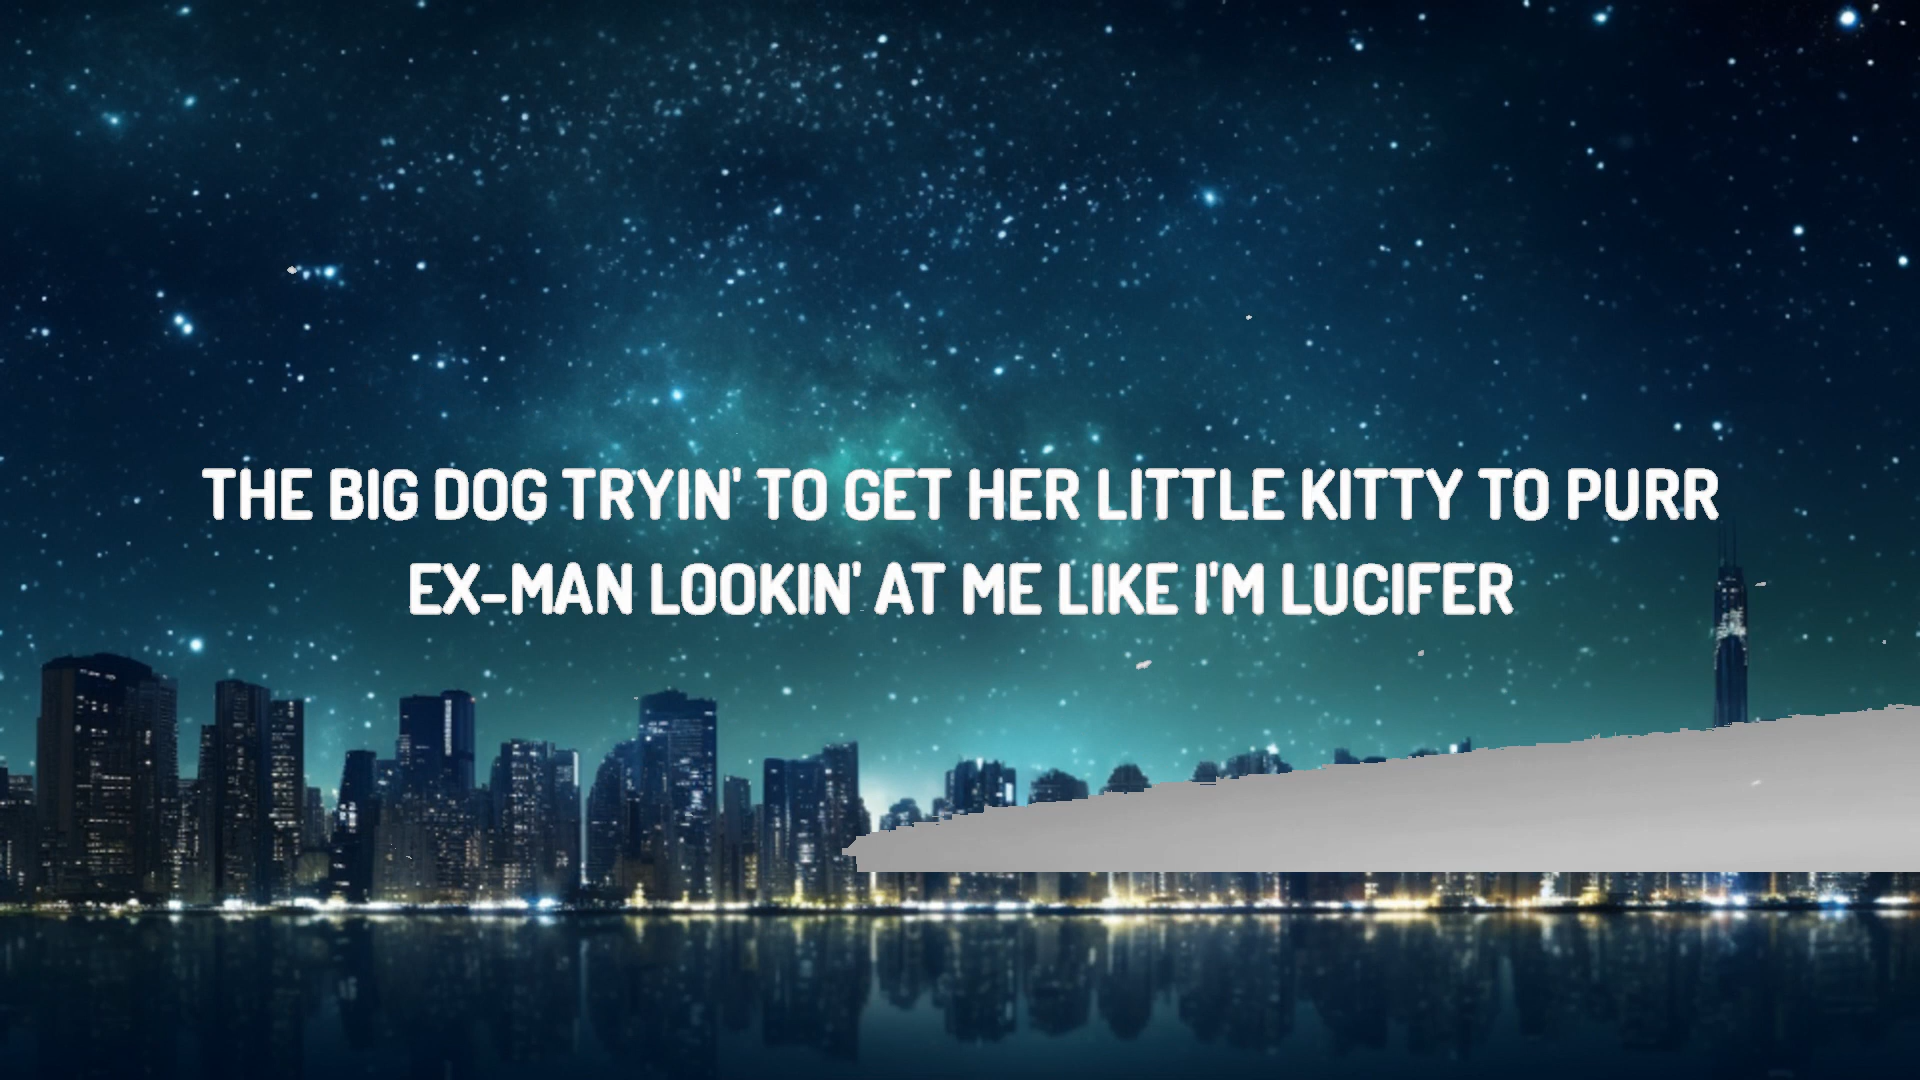 THE BIG DOG TRYIN' TO GET HER LITTLE KITTY TO PURR
EX-MAN LOOKIN' AT ME LIKE I'M LUCIFER